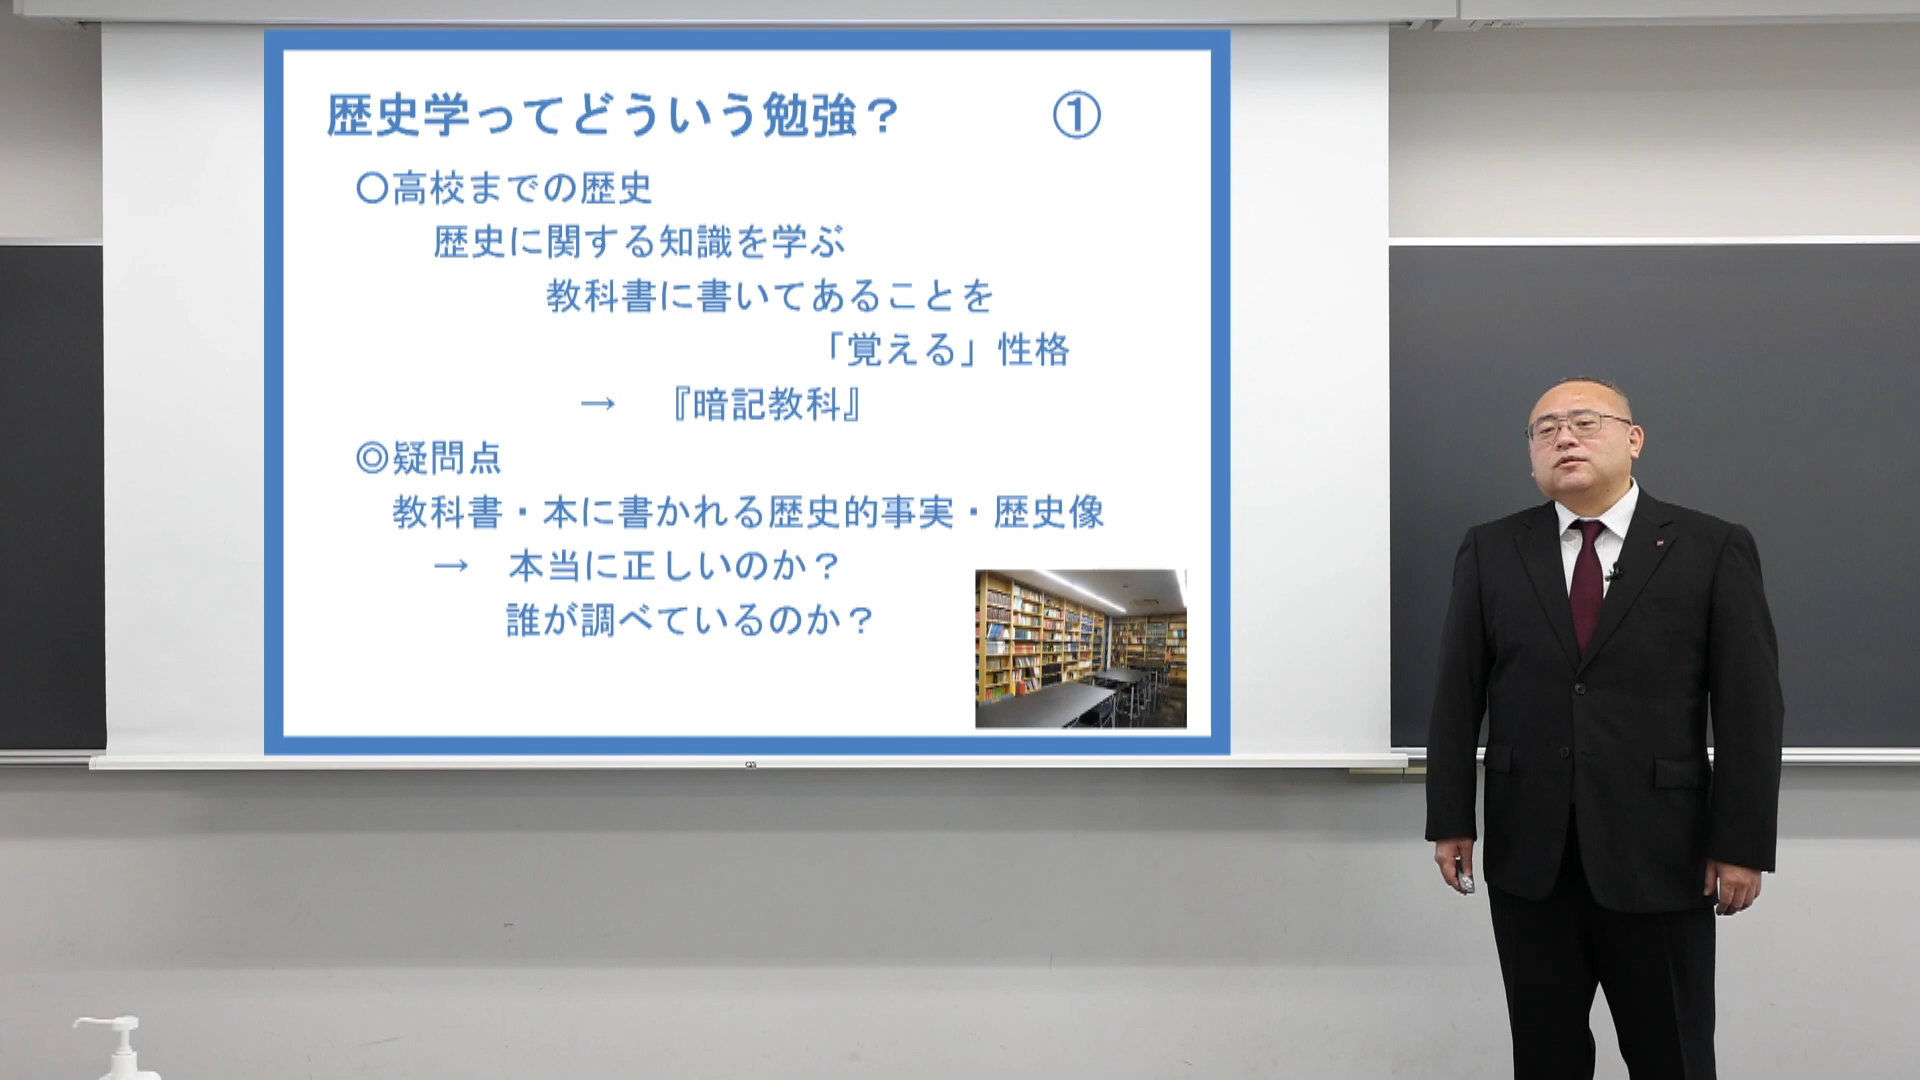 歴史学ってどういう勉強？ ①
〇高校までの歴史
歴史に関する知識を学ぶ
教科書に書いてあることを
「覚える」性格
→ 『暗記教科』
◎疑問点
教科書・本に書かれる歴史的事実・歴史像
→ 本当に正しいのか？
誰が調べているのか？